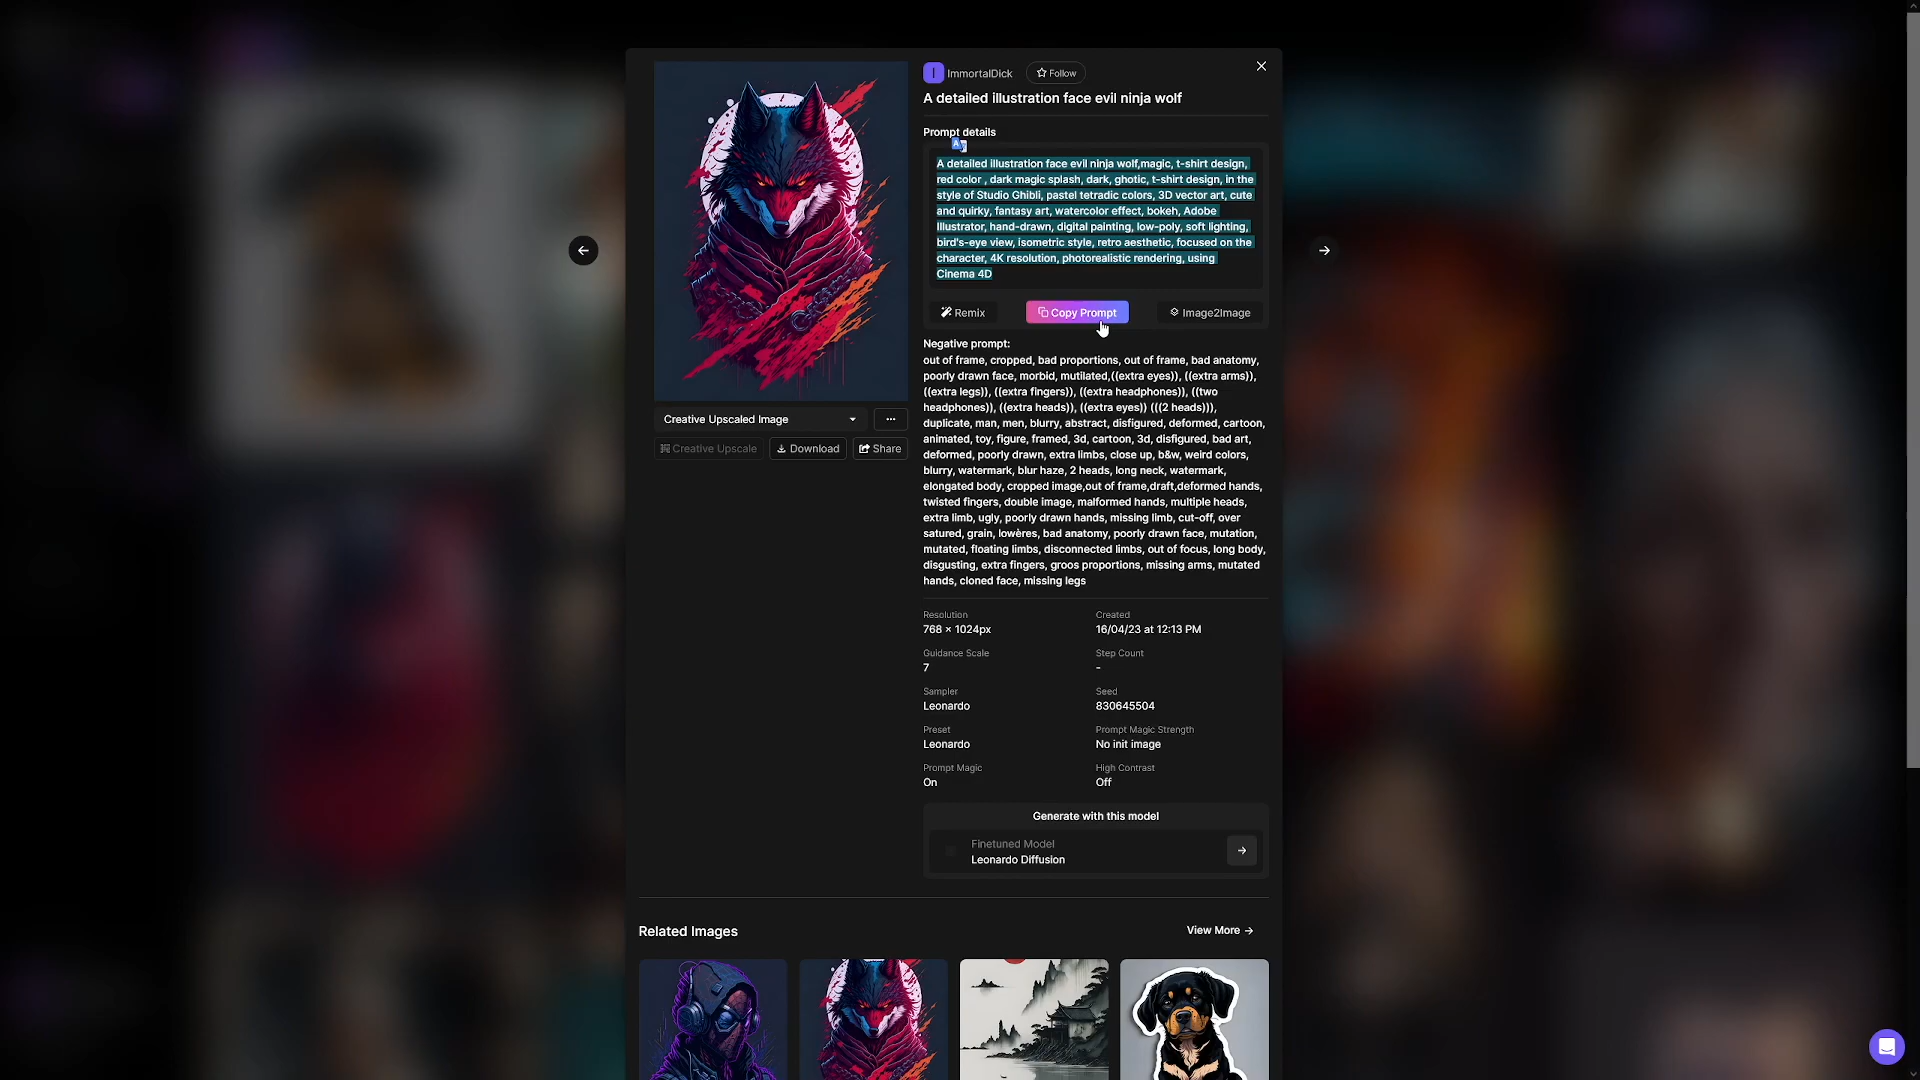 ImmortalDick
Follow
A detailed illustration face evil ninja wolf
Prompt details
A detailed illustration face evil ninja wolf,magic, t-shirt design,
red color , dark magic splash, dark, ghotic, t-shirt design, in the
style of Studio Ghibli, pastel tetradic colors, 3D vector art, cute
and quirky, fantasy art, watercolor effect, bokeh, Adobe
Illustrator, hand-drawn, digital painting, low-poly, soft lighting,
bird's-eye view, isometric style, retro aesthetic, focused on the
character, 4K resolution, photorealistic rendering, using
Cinema 4D
Remix
Copy Prompt
Image2Image
Negative prompt:
out of frame, cropped, bad proportions, out of frame, bad anatomy,
poorly drawn face, morbid, mutilated,((extra eyes)), ((extra arms)),
((extra legs)), ((extra fingers)), ((extra headphones)), ((two
headphones)), ((extra heads)), ((extra eyes)) (((2 heads))),
duplicate, man, men, blurry, abstract, disfigured, deformed, cartoon,
animated, toy, figure, framed, 3d, cartoon, 3d, disfigured, bad art,
deformed, poorly drawn, extra limbs, close up, b&w, weird colors,
blurry, watermark, blur haze, 2 heads, long neck, watermark,
elongated body, cropped image,out of frame,draft,deformed hands,
twisted fingers, double image, malformed hands, multiple heads,
extra limb, ugly, poorly drawn hands, missing limb, cut-off, over
satured, grain, lowères, bad anatomy, poorly drawn face, mutation,
mutated, floating limbs, disconnected limbs, out of focus, long body,
disgusting, extra fingers, groos proportions, missing arms, mutated
hands, cloned face, missing legs
Creative Upscaled Image
Creative Upscale
Download
Share
Resolution
768 × 1024px
Created
16/04/23 at 12:13 PM
Guidance Scale
7
Step Count
-
Sampler
Leonardo
Seed
830645504
Preset
Leonardo
Prompt Magic Strength
No init image
Prompt Magic
On
High Contrast
Off
Generate with this model
Finetuned Model
Leonardo Diffusion
Related Images
View More